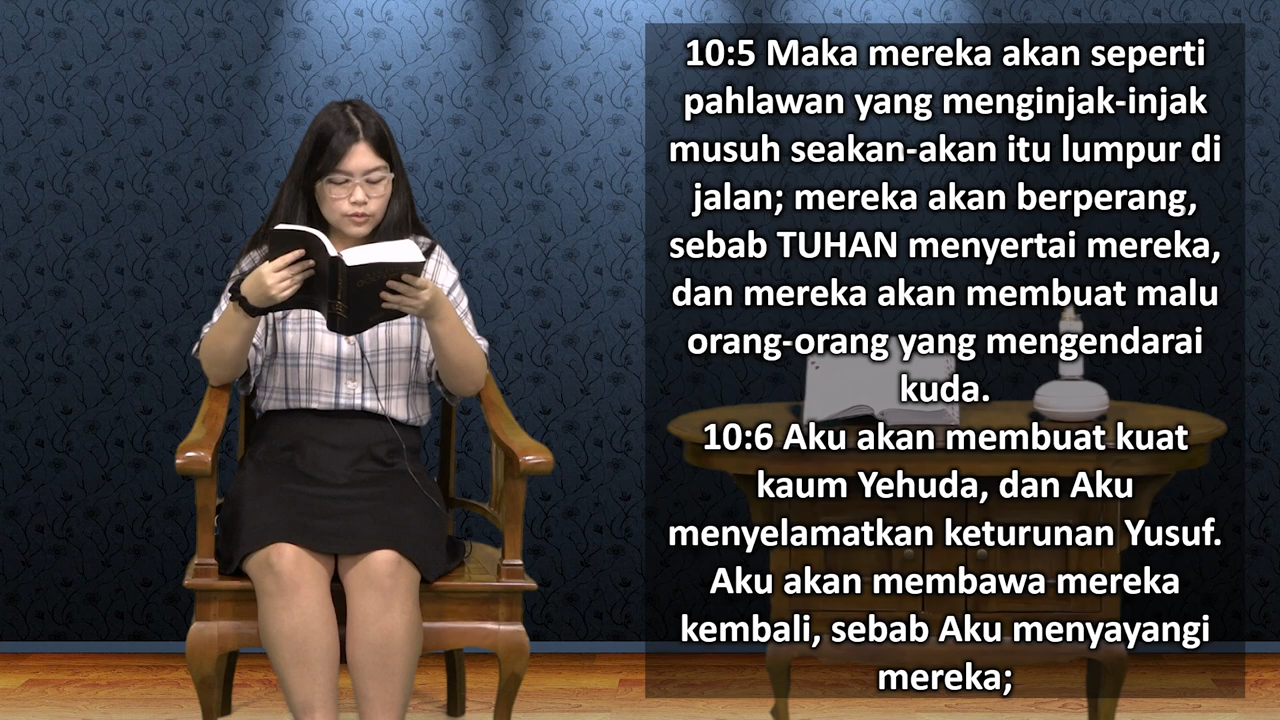 10:5 Maka mereka akan seperti
pahlawan yang menginjak-injak
musuh seakan-akan itu lumpur di
jalan; mereka akan berperang,
sebab TUHAN menyertai mereka,
dan mereka akan membuat malu
orang-orang yang mengendarai
kuda.
10:6 Aku akan membuat kuat
kaum Yehuda, dan Aku
menyelamatkan keturunan Yusuf.
Aku akan membawa mereka
kembali, sebab Aku menyayangi
mereka;